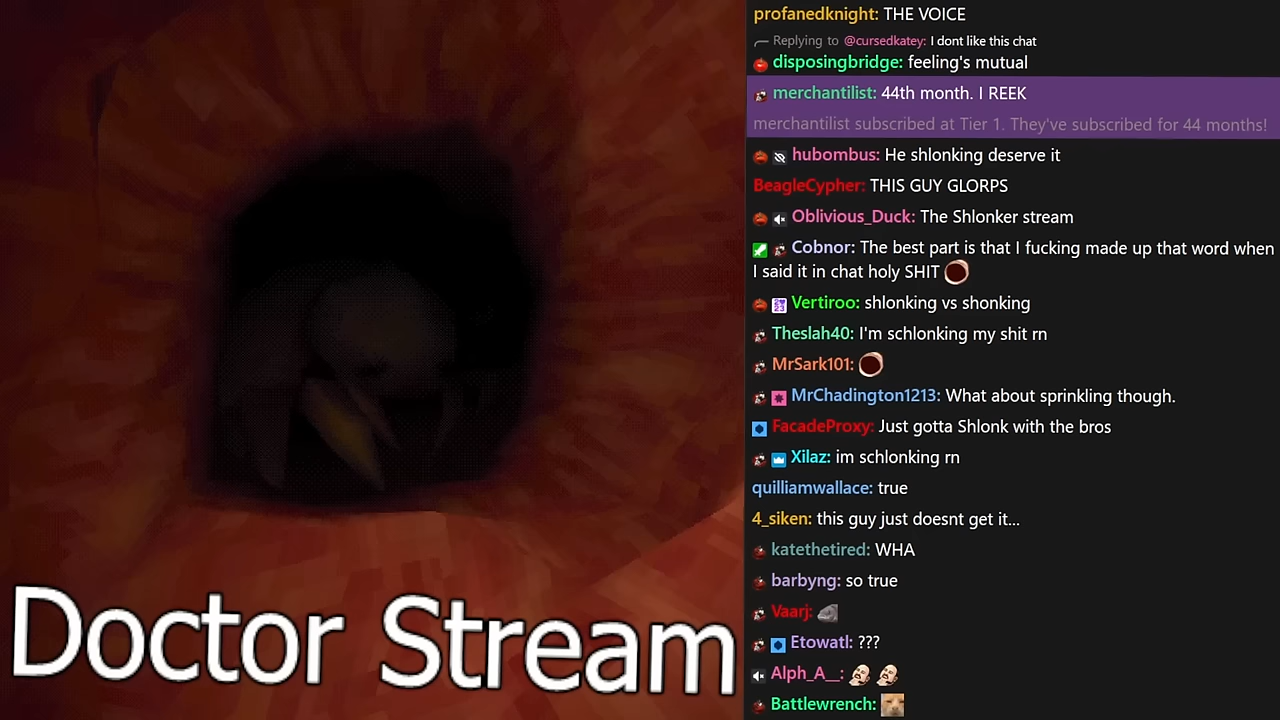 profanedknight: THE VOICE
Replying to @cursedkatey: I dont like this chat
disposingbridge: feeling's mutual
merchantilist: 44th month. I REEK
merchantilist subscribed at Tier 1. They've subscribed for 44 months!
hubombus: He shlonking deserve it
BeagleCypher: THIS GUY GLORPS
Oblivious_Duck: The Shlonker stream
Cobnor: The best part is that I fucking made up that word when
I said it in chat holy SHIT
Vertiroo: shlonking vs shonking
Theslah40: I'm schlonking my shit rn
MrSark101:
MrChadington1213: What about sprinkling though.
FacadeProxy: Just gotta Shlonk with the bros
Xilaz: im schlonking rn
quilliamwallace: true
4_siken: this guy just doesnt get it...
katethetired: WHA
barbyng: so true
Vaarj:
Etowatl: ???
Alph_A__:
Battlewrench:
Doctor Stream